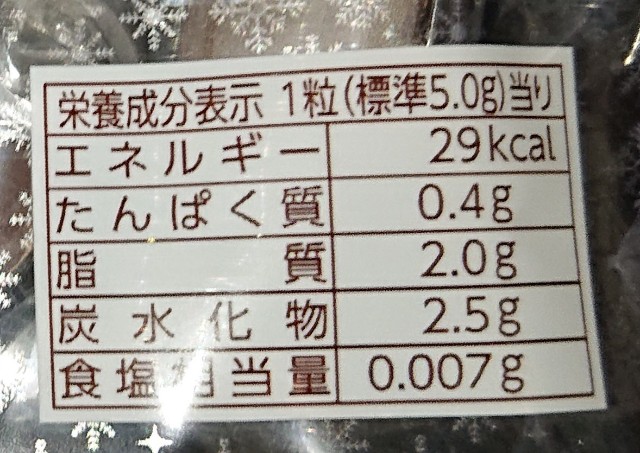 栄養成分表示 1粒(標準5.0g)当り
エネルギー 29kcal
たんぱく質 0.4g
脂質 2.0g
炭水化物 2.5g
食塩相当量 0.007g